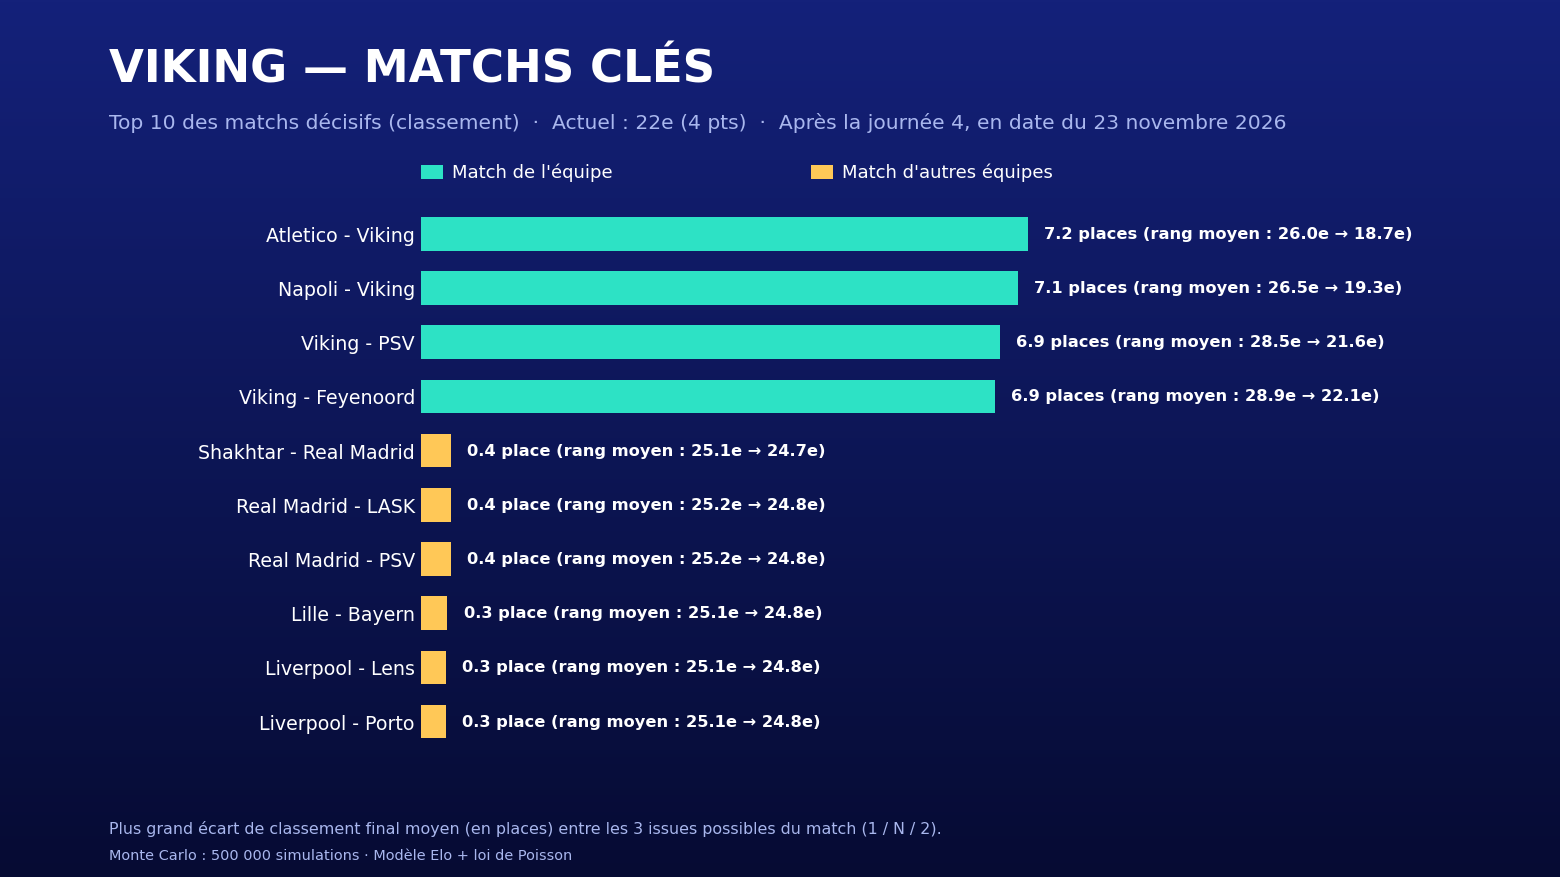 VIKING — MATCHS CLÉS
Top 10 des matchs décisifs (classement) · Actuel : 22e (4 pts) · Après la journée 4, en date du 23 novembre 2026
Match de l'équipe
Match d'autres équipes
Atletico - Viking 7.2 places (rang moyen : 26.0e → 18.7e)
Napoli - Viking 7.1 places (rang moyen : 26.5e → 19.3e)
Viking - PSV 6.9 places (rang moyen : 28.5e → 21.6e)
Viking - Feyenoord 6.9 places (rang moyen : 28.9e → 22.1e)
Shakhtar - Real Madrid 0.4 place (rang moyen : 25.1e → 24.7e)
Real Madrid - LASK 0.4 place (rang moyen : 25.2e → 24.8e)
Real Madrid - PSV 0.4 place (rang moyen : 25.2e → 24.8e)
Lille - Bayern 0.3 place (rang moyen : 25.1e → 24.8e)
Liverpool - Lens 0.3 place (rang moyen : 25.1e → 24.8e)
Liverpool - Porto 0.3 place (rang moyen : 25.1e → 24.8e)
Plus grand écart de classement final moyen (en places) entre les 3 issues possibles du match (1 / N / 2).
Monte Carlo : 500 000 simulations · Modèle Elo + loi de Poisson